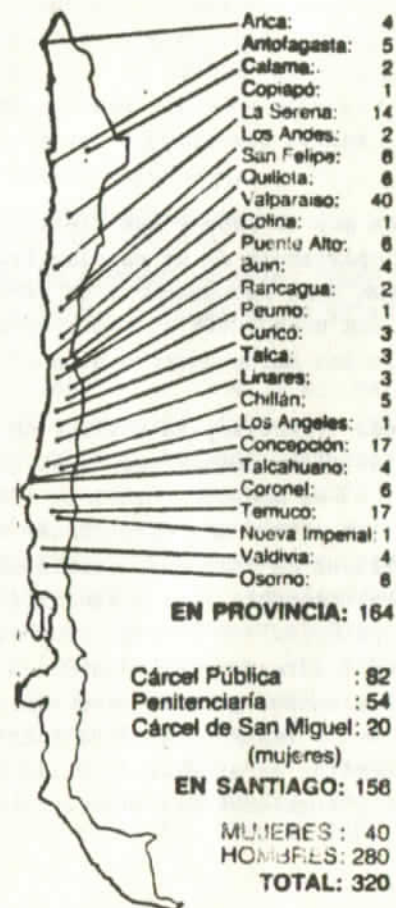 Arica: 4
Antofagasta: 5
Calama: 2
Copiapó: 1
La Serena: 14
Los Andes: 2
San Felipe: 6
Quillota: 6
Valparaíso: 40
Colina: 1
Puente Alto: 6
Buin: 4
Rancagua: 2
Peumo: 1
Curicó: 3
Talca: 3
Linares: 3
Chillán: 5
Los Angeles: 1
Concepción: 17
Talcahuano: 4
Coronel: 6
Temuco: 17
Nueva Imperial: 1
Valdivia: 4
Osorno: 6
EN PROVINCIA: 164
Cárcel Pública : 82
Penitenciaría : 54
Cárcel de San Miguel: 20
(mujeres)
EN SANTIAGO: 156
MUJERES : 40
HOMBRES: 280
TOTAL: 320